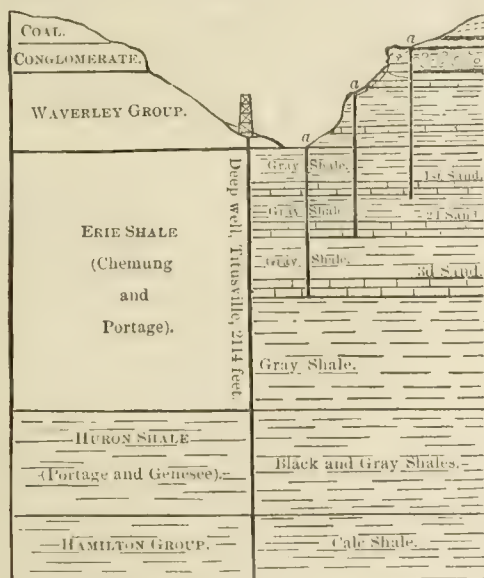 COAL.
CONGLOMERATE.
WAVERLEY GROUP.
ERIE SHALE
(Chemung
and
Portage).
HURON SHALE
(Portage and Genesee).
HAMILTON GROUP.
Deep well, Titusville, 2114 feet.
a
a
a
Gray Shale.
1st Sand.
Gray Shale
2d Sand
Gray Shale.
3d Sand.
Gray Shale.
Black and Gray Shales.
Calc Shale.